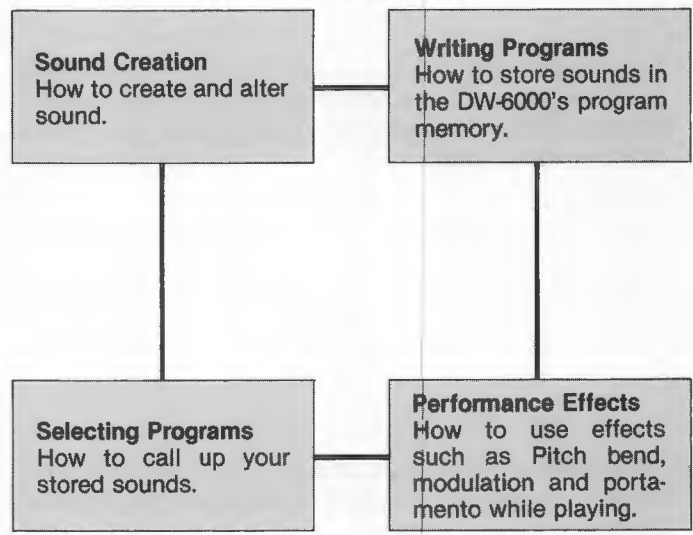 Sound Creation
How to create and alter
sound.
Writing Programs
How to store sounds in
the DW-6000's program
memory.
Selecting Programs
How to call up your
stored sounds.
Performance Effects
How to use effects
such as Pitch bend,
modulation and porta-
mento while playing.